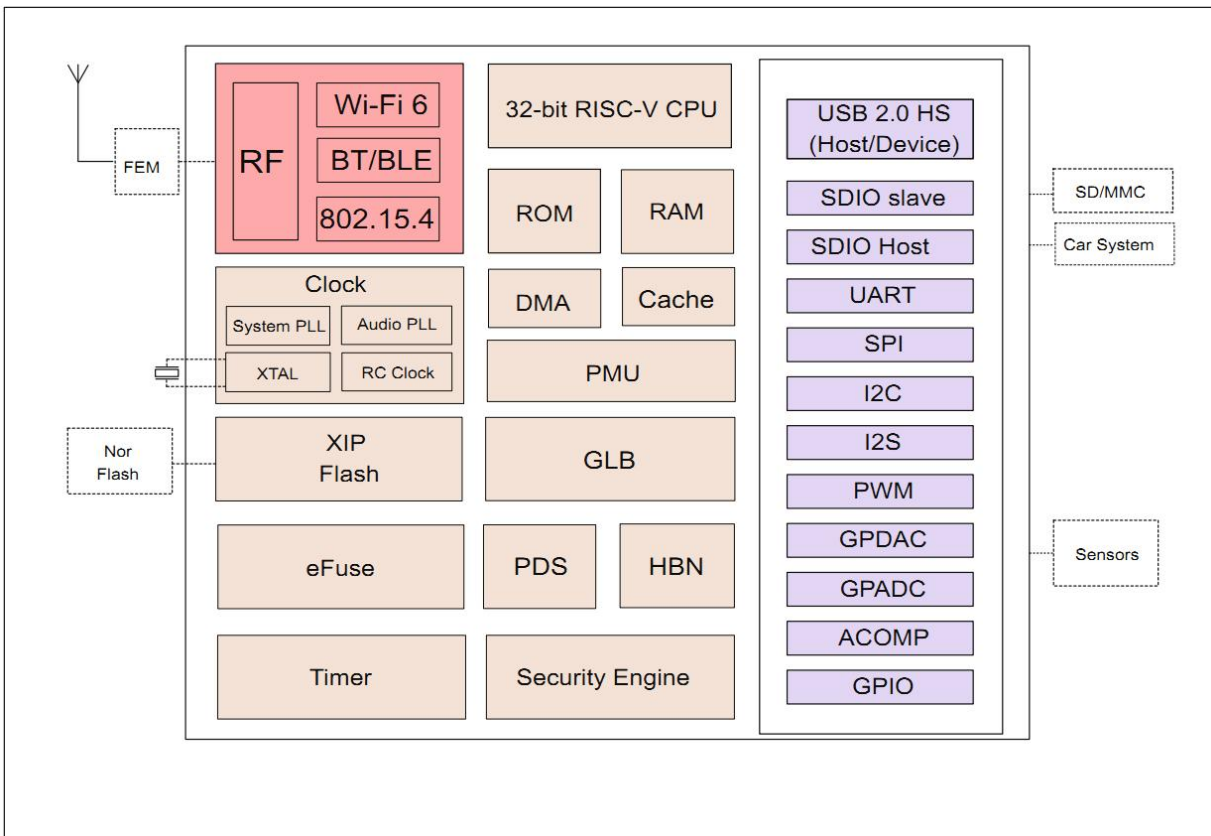 FEM
RF
Wi-Fi 6
BT/BLE
802.15.4
Clock
System PLL
Audio PLL
XTAL
RC Clock
Nor
Flash
XIP
Flash
eFuse
Timer
32-bit RISC-V CPU
ROM
RAM
DMA
Cache
PMU
GLB
PDS
HBN
Security Engine
USB 2.0 HS
(Host/Device)
SDIO slave
SDIO Host
UART
SPI
I2C
I2S
PWM
GPDAC
GPADC
ACOMP
GPIO
SD/MMC
Car System
Sensors